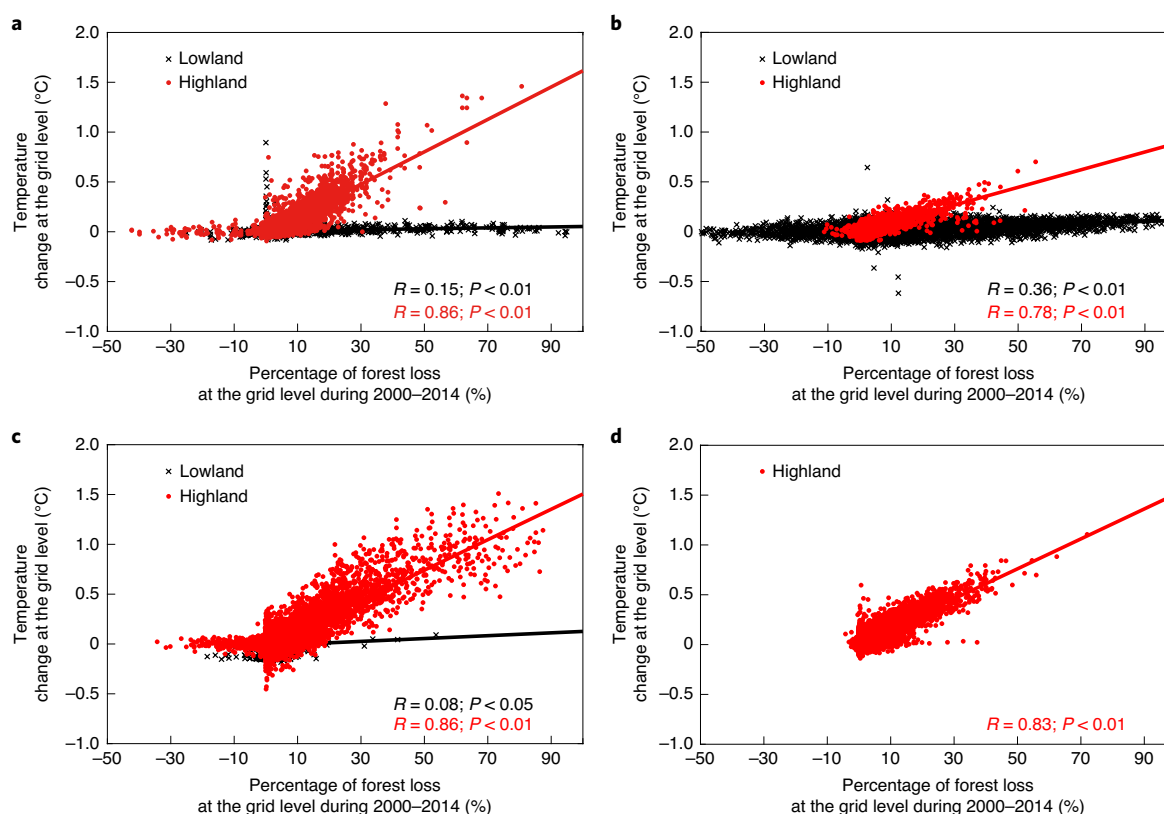 a
2.0
1.5
1.0
0.5
0
–0.5
–1.0
Temperature
change at the grid level (°C)
× Lowland
• Highland
R = 0.15; P < 0.01
R = 0.86; P < 0.01
–50 –30 –10 10 30 50 70 90
Percentage of forest loss
at the grid level during 2000–2014 (%)
b
2.0
1.5
1.0
0.5
0
–0.5
–1.0
Temperature
change at the grid level (°C)
× Lowland
• Highland
R = 0.36; P < 0.01
R = 0.78; P < 0.01
–50 –30 –10 10 30 50 70 90
Percentage of forest loss
at the grid level during 2000–2014 (%)
c
2.0
1.5
1.0
0.5
0
–0.5
–1.0
Temperature
change at the grid level (°C)
× Lowland
• Highland
R = 0.08; P < 0.05
R = 0.86; P < 0.01
–50 –30 –10 10 30 50 70 90
Percentage of forest loss
at the grid level during 2000–2014 (%)
d
2.0
1.5
1.0
0.5
0
–0.5
–1.0
Temperature
change at the grid level (°C)
• Highland
R = 0.83; P < 0.01
–50 –30 –10 10 30 50 70 90
Percentage of forest loss
at the grid level during 2000–2014 (%)